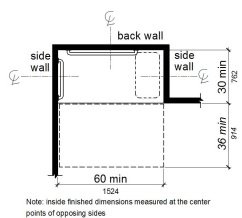 ℄
back wall
side
wall
side
wall
℄
℄
30 min
762
36 min
914
60 min
1524
Note: inside finished dimensions measured at the center
points of opposing sides